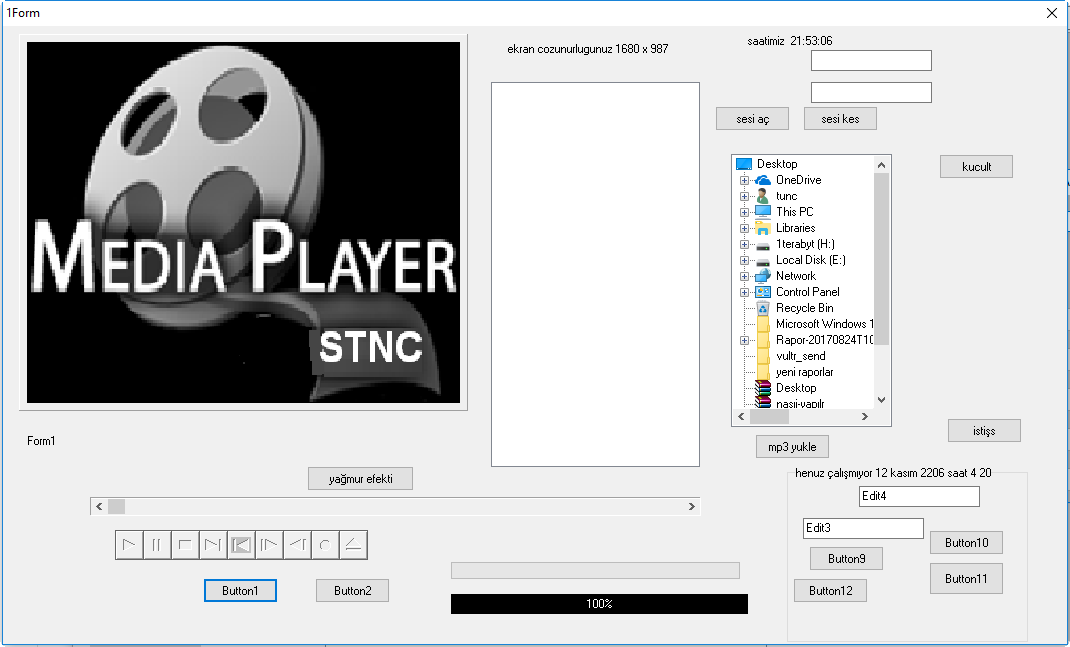 1Form
ekran cozunurlugunuz 1680 x 987
saatimiz 21:53:06
sesi aç
sesi kes
kucult
MEDIA PLAYER
STNC
Desktop
OneDrive
tunc
This PC
Libraries
1terabyt (H:)
Local Disk (E:)
Network
Control Panel
Recycle Bin
Microsoft Windows 1
Rapor-20170824T10
vultr_send
yeni raporlar
Desktop
nasıl-yapılır
Form1
istişs
mp3 yukle
yağmur efekti
henuz çalışmıyor 12 kasım 2206 saat 4 20
Edit4
Edit3
Button9
Button10
Button11
Button12
Button1
Button2
100%